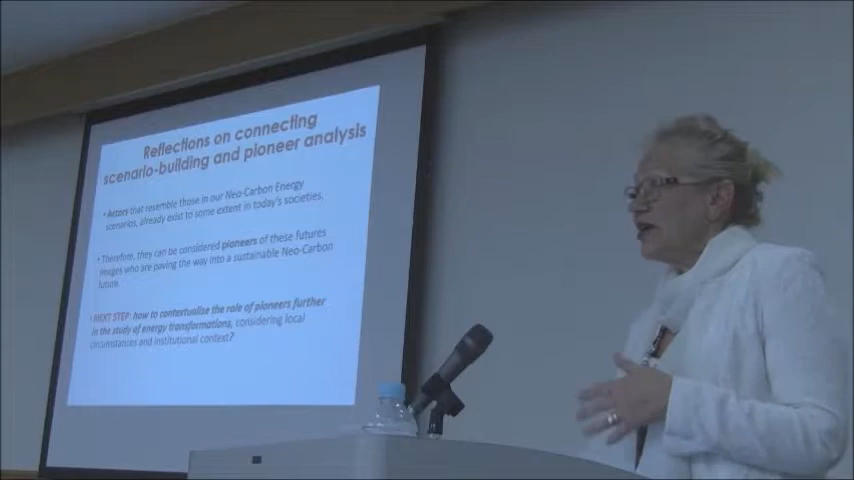 Reflections on connecting
scenario-building and pioneer analysis
• Actors that resemble those in our Neo-Carbon Energy
scenarios, already exist to some extent in today's societies.
• Therefore, they can be considered pioneers of these futures
images who are paving the way into a sustainable Neo-Carbon
future.
• NEXT STEP: how to contextualise the role of pioneers further
in the study of energy transformations, considering local
circumstances and institutional context?